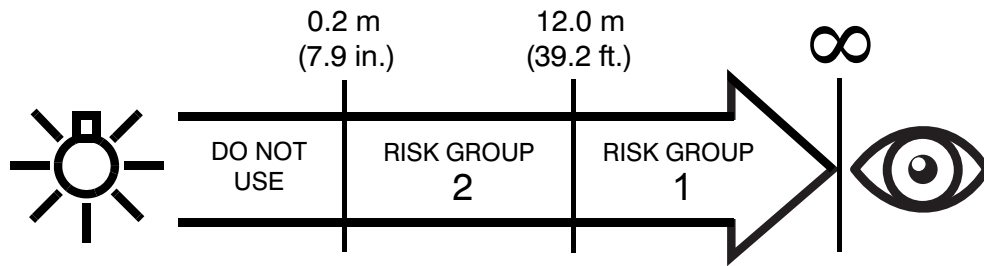 0.2 m
(7.9 in.)
12.0 m
(39.2 ft.)
∞
DO NOT
USE
RISK GROUP
2
RISK GROUP
1